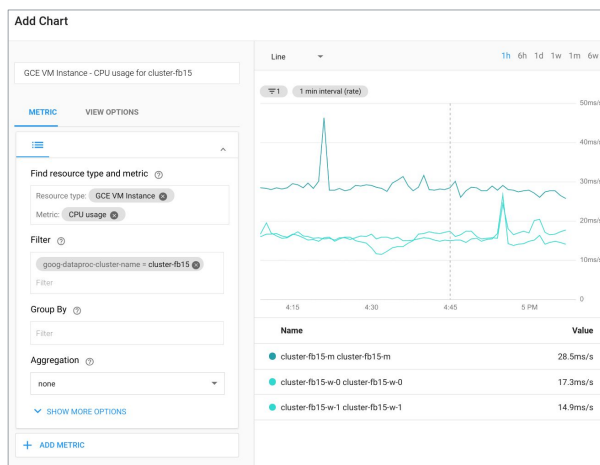 Add Chart
GCE VM Instance - CPU usage for cluster-fb15
METRIC VIEW OPTIONS
Find resource type and metric
Resource type: GCE VM Instance
Metric: CPU usage
Filter
goog-dataproc-cluster-name = cluster-fb15
Filter
Group By
Filter
Aggregation
none
SHOW MORE OPTIONS
+ ADD METRIC
Line
1h 6h 1d 1w 1m 6w
1 1 min interval (rate)
50ms/s
40ms/s
30ms/s
20ms/s
10ms/s
0
4:15 4:30 4:45 5 PM
Name Value
cluster-fb15-m cluster-fb15-m 28.5ms/s
cluster-fb15-w-0 cluster-fb15-w-0 17.3ms/s
cluster-fb15-w-1 cluster-fb15-w-1 14.9ms/s